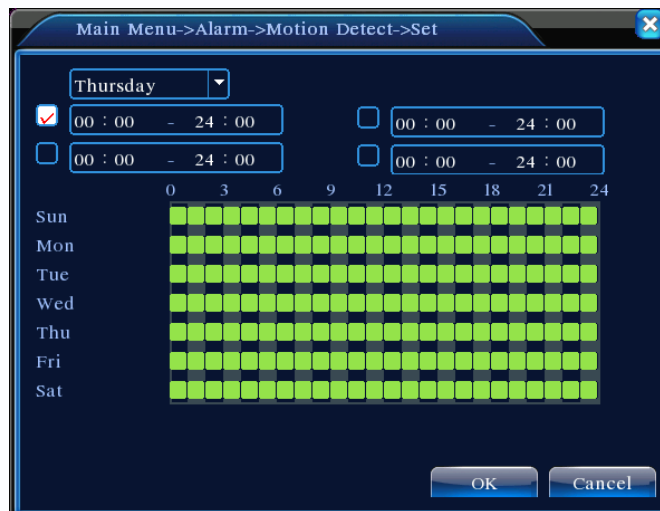 Main Menu->Alarm->Motion Detect->Set
Thursday
00 : 00 - 24 : 00 00 : 00 - 24 : 00
00 : 00 - 24 : 00 00 : 00 - 24 : 00
0 3 6 9 12 15 18 21 24
Sun
Mon
Tue
Wed
Thu
Fri
Sat
OK Cancel